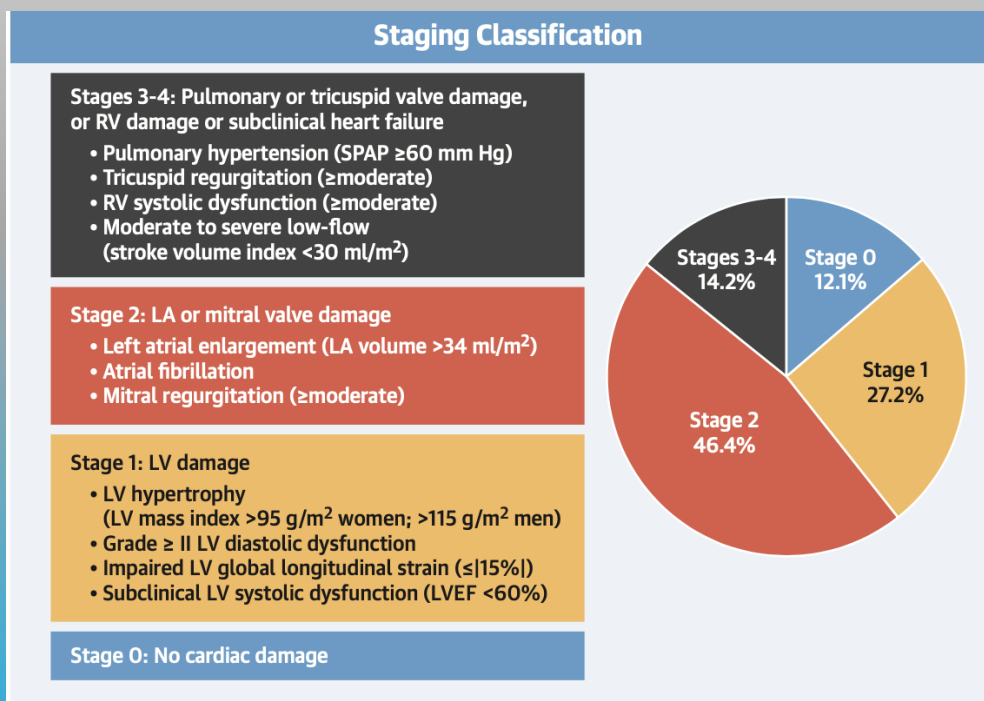 Staging Classification
Stages 3-4: Pulmonary or tricuspid valve damage,
or RV damage or subclinical heart failure
• Pulmonary hypertension (SPAP ≥60 mm Hg)
• Tricuspid regurgitation (≥moderate)
• RV systolic dysfunction (≥moderate)
• Moderate to severe low-flow
(stroke volume index <30 ml/m²)
Stage 2: LA or mitral valve damage
• Left atrial enlargement (LA volume >34 ml/m²)
• Atrial fibrillation
• Mitral regurgitation (≥moderate)
Stage 1: LV damage
• LV hypertrophy
(LV mass index >95 g/m² women; >115 g/m² men)
• Grade ≥ II LV diastolic dysfunction
• Impaired LV global longitudinal strain (≤|15%|)
• Subclinical LV systolic dysfunction (LVEF <60%)
Stage 0: No cardiac damage
Stages 3-4
14.2%
Stage 0
12.1%
Stage 1
27.2%
Stage 2
46.4%